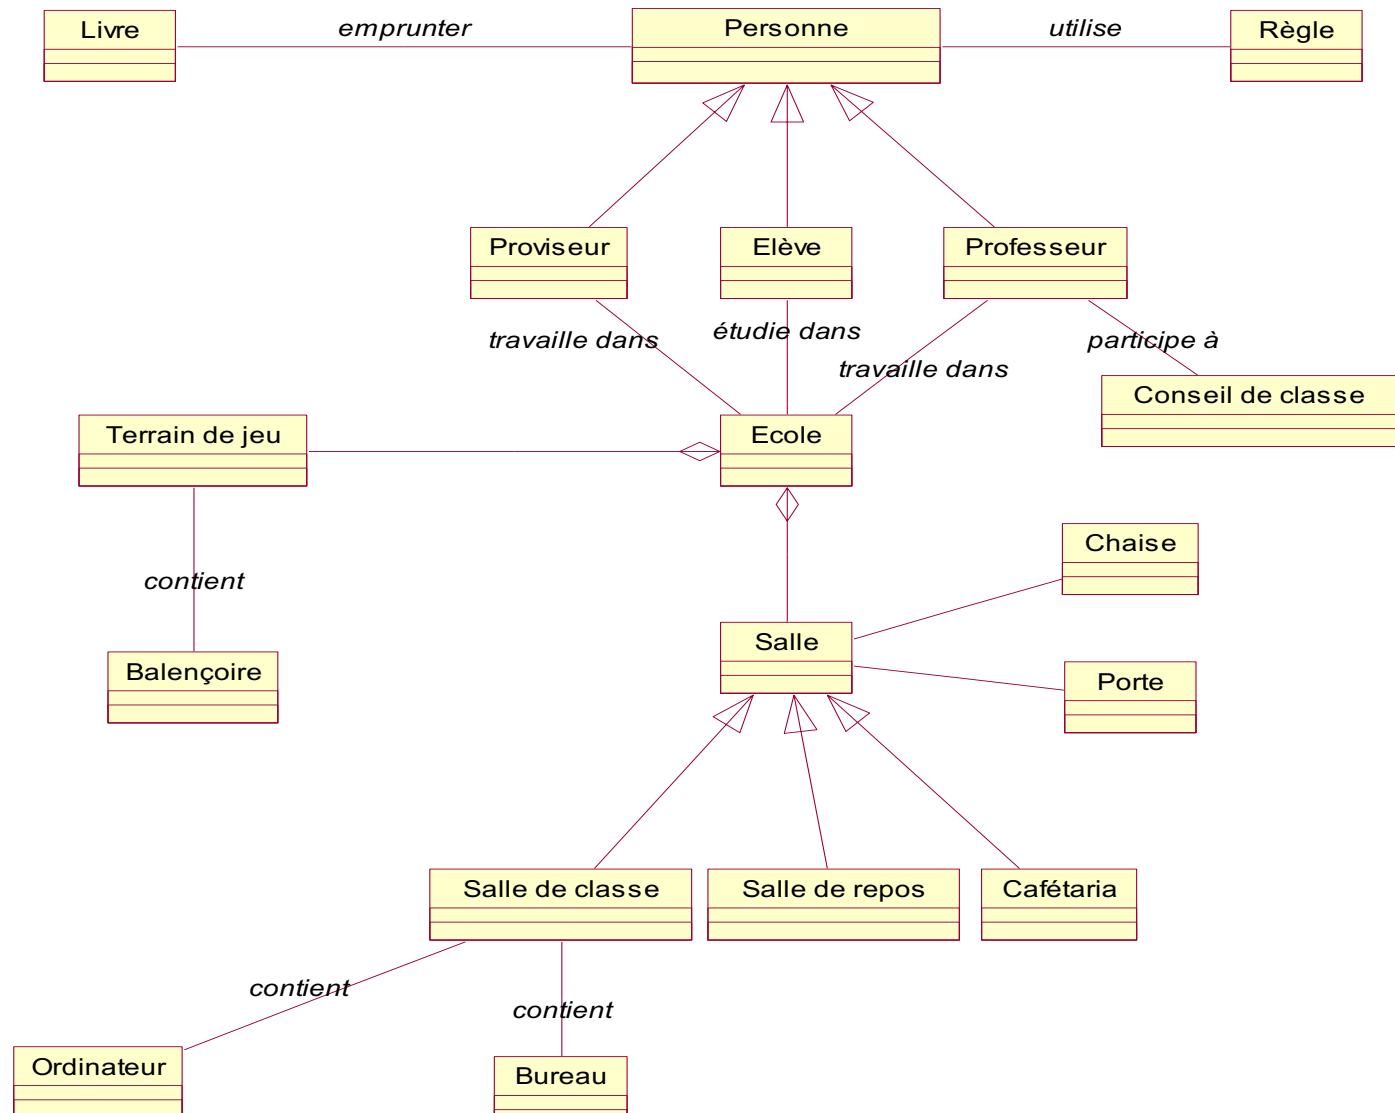 Livre
emprunter
Personne
utilise
Règle
Proviseur
Elève
Professeur
travaille dans
étudie dans
travaille dans
participe à
Conseil de classe
Terrain de jeu
Ecole
contient
Chaise
Balençoire
Salle
Porte
Salle de classe
Salle de repos
Cafétaria
contient
contient
Ordinateur
Bureau